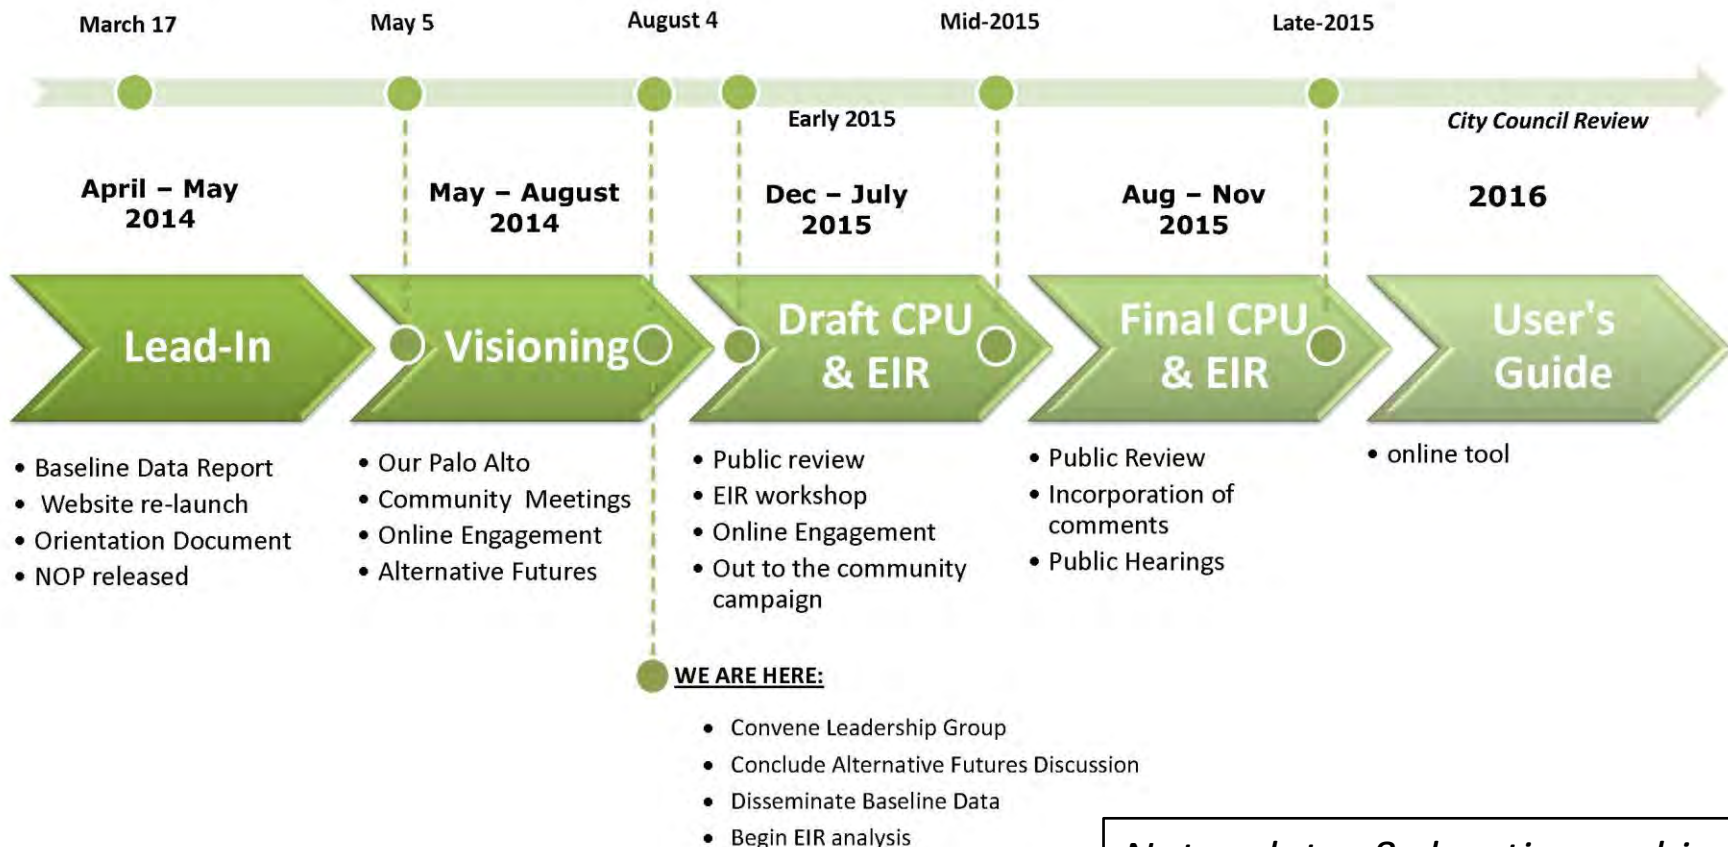 March 17
May 5
August 4
Mid-2015
Late-2015
Early 2015
City Council Review
April – May
2014
May – August
2014
Dec – July
2015
Aug – Nov
2015
2016
Lead-In
Visioning
Draft CPU
& EIR
Final CPU
& EIR
User's
Guide
• Baseline Data Report
• Website re-launch
• Orientation Document
• NOP released
• Our Palo Alto
• Community Meetings
• Online Engagement
• Alternative Futures
• Public review
• EIR workshop
• Online Engagement
• Out to the community
campaign
• Public Review
• Incorporation of
comments
• Public Hearings
• online tool
WE ARE HERE:
• Convene Leadership Group
• Conclude Alternative Futures Discussion
• Disseminate Baseline Data
• Begin EIR analysis